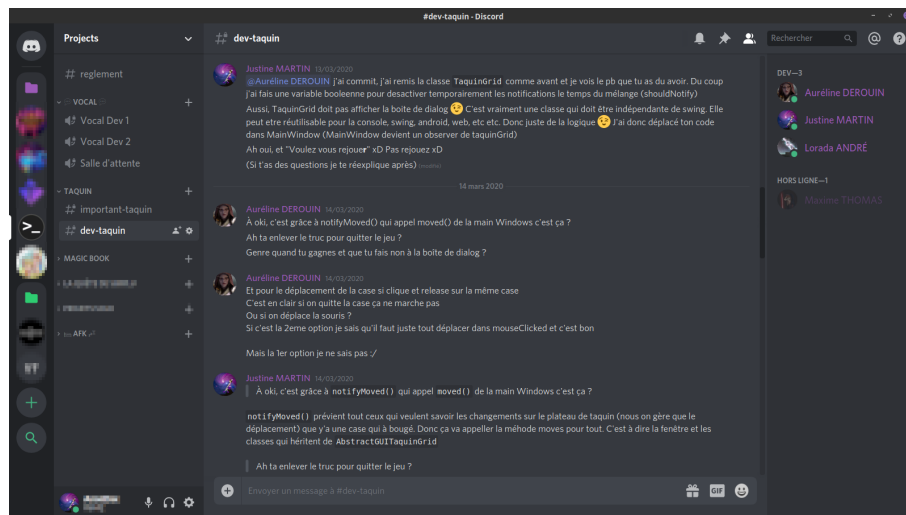 #dev-taquin - Discord
Projects
# dev-taquin
Rechercher
# reglement
VOCAL
Vocal Dev 1
Vocal Dev 2
Salle d'attente
TAQUIN
# important-taquin
# dev-taquin
MAGIC BOOK
AFK
Justine MARTIN 13/03/2020
@Auréline DEROUIN j'ai commit, j'ai remis la classe TaquinGrid comme avant et je vois le pb que tu as du avoir. Du coup
j'ai fais une variable booleenne pour desactiver temporairement les notifications le temps du mélange (shouldNotify)
Aussi, TaquinGrid doit pas afficher la boite de dialog 😉 C'est vraiment une classe qui doit être indépendante de swing. Elle
peut etre réutilisable pour la console, swing, android, web, etc etc. Donc juste de la logique 😉 J'ai donc déplacé ton code
dans MainWindow (MainWindow devient un observer de taquinGrid)
Ah oui, et "Voulez vous rejouer" xD Pas rejouez xD
(Si t'as des questions je te réexplique après) (modifié)
14 mars 2020
Auréline DEROUIN 14/03/2020
À oki, c'est grâce à notifyMoved() qui appel moved() de la main Windows c'est ça ?
Ah ta enlever le truc pour quitter le jeu ?
Genre quand tu gagnes et que tu fais non à la boîte de dialog ?
Auréline DEROUIN 14/03/2020
Et pour le déplacement de la case si clique et release sur la même case
C'est en clair si on quitte la case ça ne marche pas
Ou si on déplace la souris ?
Si c'est la 2eme option je sais qu'il faut juste tout déplacer dans mouseClicked et c'est bon
Mais la 1er option je ne sais pas :/
Justine MARTIN 14/03/2020
À oki, c'est grâce à notifyMoved() qui appel moved() de la main Windows c'est ça ?
notifyMoved() prévient tout ceux qui veulent savoir les changements sur le plateau de taquin (nous on gère que le
déplacement) que y'a une case qui à bougé. Donc ça va appeller la méhode moves pour tout. C'est à dire la fenêtre et les
classes qui héritent de AbstractGUITaquinGrid
Ah ta enlever le truc pour quitter le jeu ?
Envoyer un message à #dev-taquin
GIF
DEV—3
Auréline DEROUIN
Justine MARTIN
Lorada ANDRÉ
HORS LIGNE—1
Maxime THOMAS